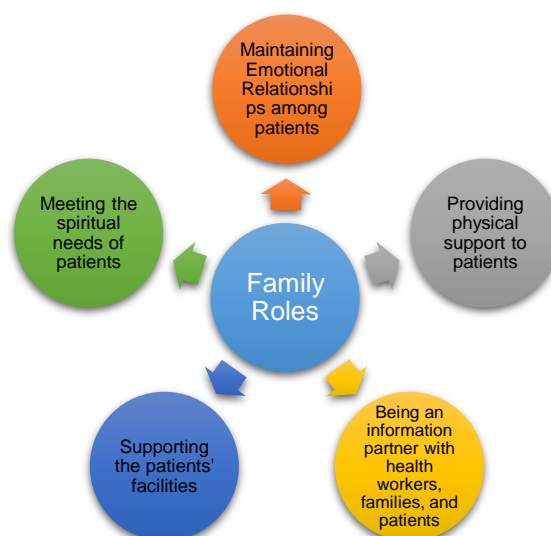 Maintaining
Emotional
Relationshi
ps among
patients
Meeting the
spiritual
needs of
patients
Providing
physical
support to
patients
Family
Roles
Supporting
the patients'
facilities
Being an
information
partner with
health
workers,
families, and
patients